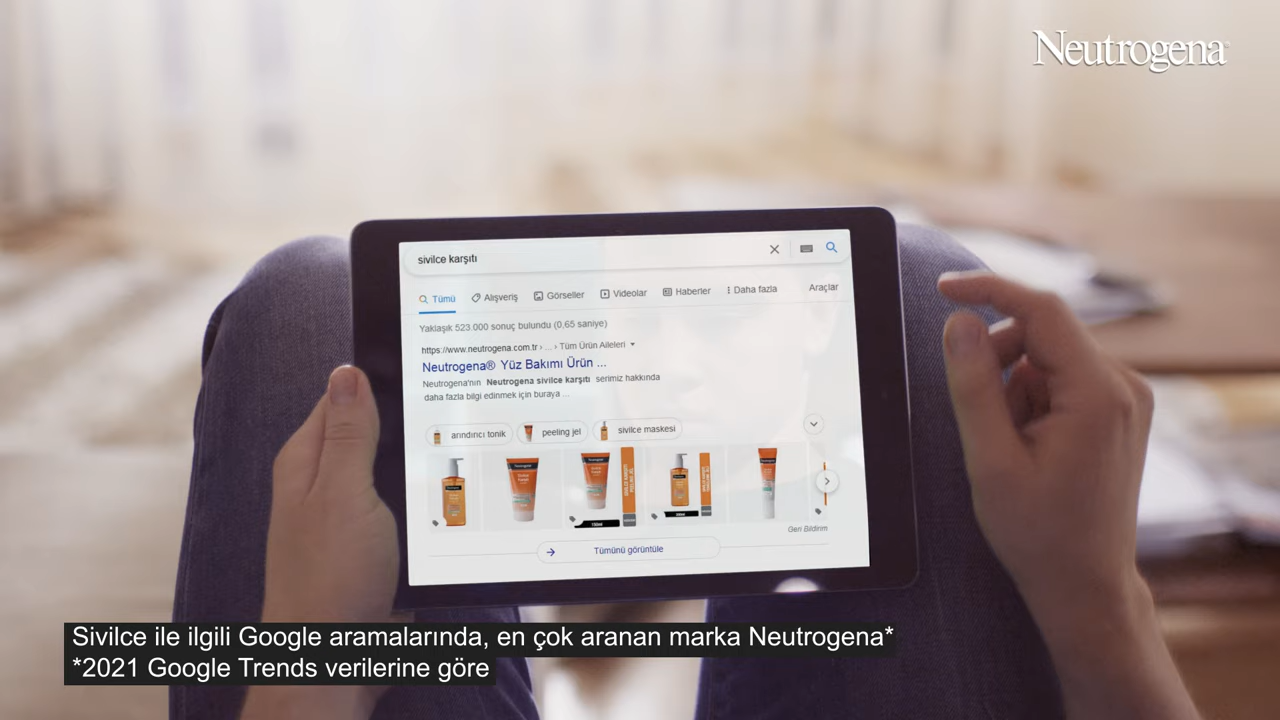 Neutrogena
sivilce karşıtı
Tümü Alışveriş Görseller Videolar Haberler Daha fazla Araçlar
Yaklaşık 523.000 sonuç bulundu (0,65 saniye)
https://www.neutrogena.com.tr › ... › Tüm Ürün Aileleri
Neutrogena® Yüz Bakımı Ürün ...
Neutrogena'nın Neutrogena sivilce karşıtı serimiz hakkında
daha fazla bilgi edinmek için buraya ...
arındırıcı tonik peeling jel sivilce maskesi
Geri Bildirim
Tümünü görüntüle
Sivilce ile ilgili Google aramalarında, en çok aranan marka Neutrogena*
*2021 Google Trends verilerine göre